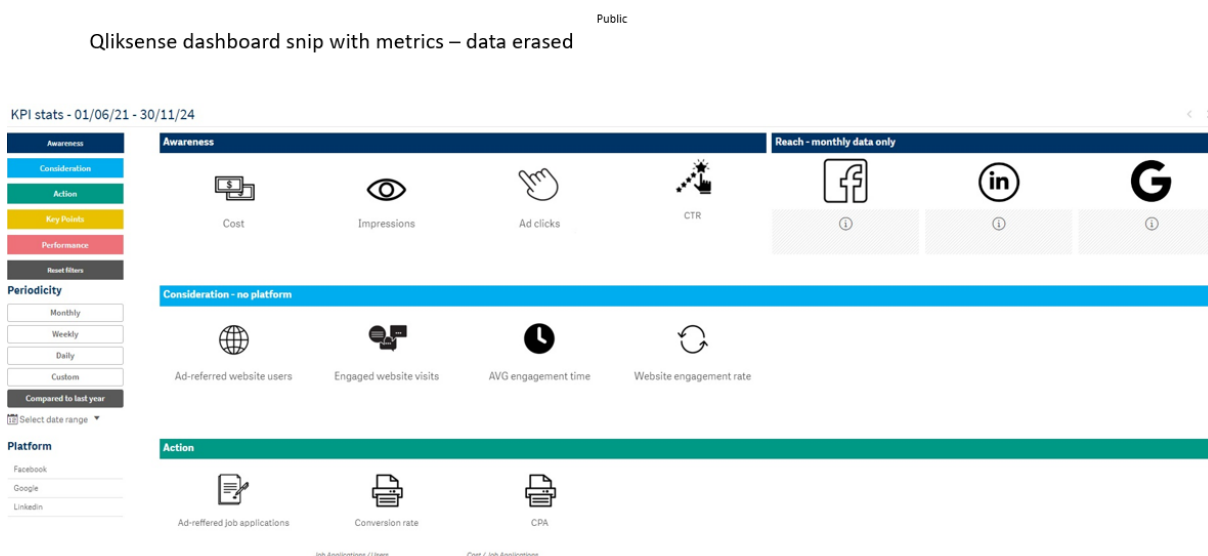 Public
Qliksense dashboard snip with metrics – data erased
KPI stats - 01/06/21 - 30/11/24
Awareness
Consideration
Action
Key Points
Performance
Reset filters
Periodicity
Monthly
Weekly
Daily
Custom
Compared to last year
Select date range
Platform
Facebook
Google
Linkedin
Awareness
Cost
Impressions
Ad clicks
CTR
Reach - monthly data only
Consideration - no platform
Ad-referred website users
Engaged website visits
AVG engagement time
Website engagement rate
Action
Ad-reffered job applications
Conversion rate
CPA
Job Applications / Users
Cost / Job Applications